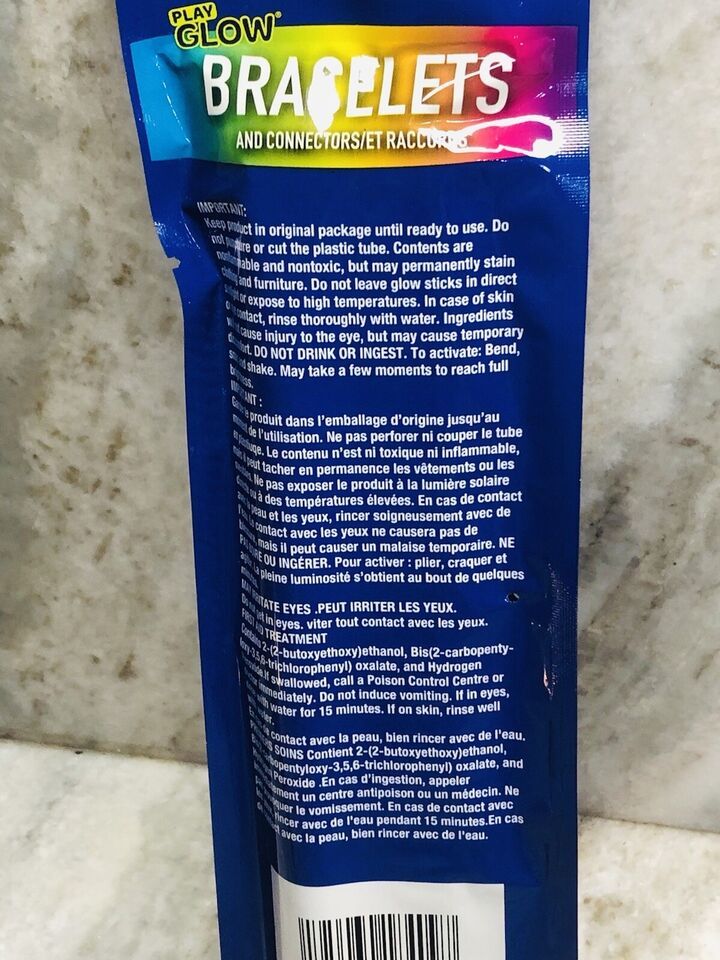 PLAY
GLOW
BRACELETS
AND CONNECTORS/ET RACCORDS
IMPORTANT:
Keep product in original package until ready to use. Do
not puncture or cut the plastic tube. Contents are
nonflammable and nontoxic, but may permanently stain
and furniture. Do not leave glow sticks in direct
or expose to high temperatures. In case of skin
contact, rinse thoroughly with water. Ingredients
cause injury to the eye, but may cause temporary
DO NOT DRINK OR INGEST. To activate: Bend,
shake. May take a few moments to reach full
produit dans l'emballage d'origine jusqu'au
de l'utilisation. Ne pas perforer ni couper le tube
Le contenu n'est ni toxique ni inflammable,
peut tacher en permanence les vêtements ou les
Ne pas exposer le produit à la lumière solaire
ou à des températures élevées. En cas de contact
peau et les yeux, rincer soigneusement avec de
contact avec les yeux ne causera pas de
mais il peut causer un malaise temporaire. NE
OU INGÉRER. Pour activer : plier, craquer et
pleine luminosité s'obtient au bout de quelques
EYES .PEUT IRRITER LES YEUX.
in eyes. viter tout contact avec les yeux.
TREATMENT
2-(2-butoxyethoxy)ethanol, Bis(2-carbopenty-
trichlorophenyl) oxalate, and Hydrogen
If swallowed, call a Poison Control Centre or
immediately. Do not induce vomiting. If in eyes,
with water for 15 minutes. If on skin, rinse well
contact avec la peau, bien rincer avec de l'eau.
SOINS Contient 2-(2-butoxyethoxy)ethanol,
trichlorophenyl) oxalate, and
Peroxide .En cas d'ingestion, appeler
un centre antipoison ou un médecin. Ne
le vomissement. En cas de contact avec
rincer avec de l'eau pendant 15 minutes.En cas
avec la peau, bien rincer avec de l'eau.